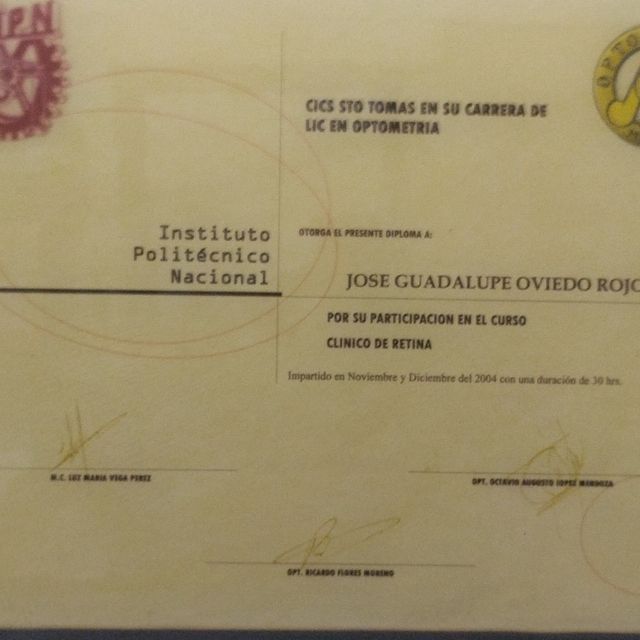 IPN
OPTO
CICS STO TOMAS EN SU CARRERA DE
LIC EN OPTOMETRIA
Instituto
Politécnico
Nacional
OTORGA EL PRESENTE DIPLOMA A:
JOSE GUADALUPE OVIEDO ROJO
POR SU PARTICIPACION EN EL CURSO
CLINICO DE RETINA
Impartido en Noviembre y Diciembre del 2004 con una duración de 30 hrs.
M.C. LUZ MARIA VEGA PEREZ
OPT. OCTAVIO AUGUSTO LOPEZ MENDOZA
OPT. RICARDO FLORES MORENO